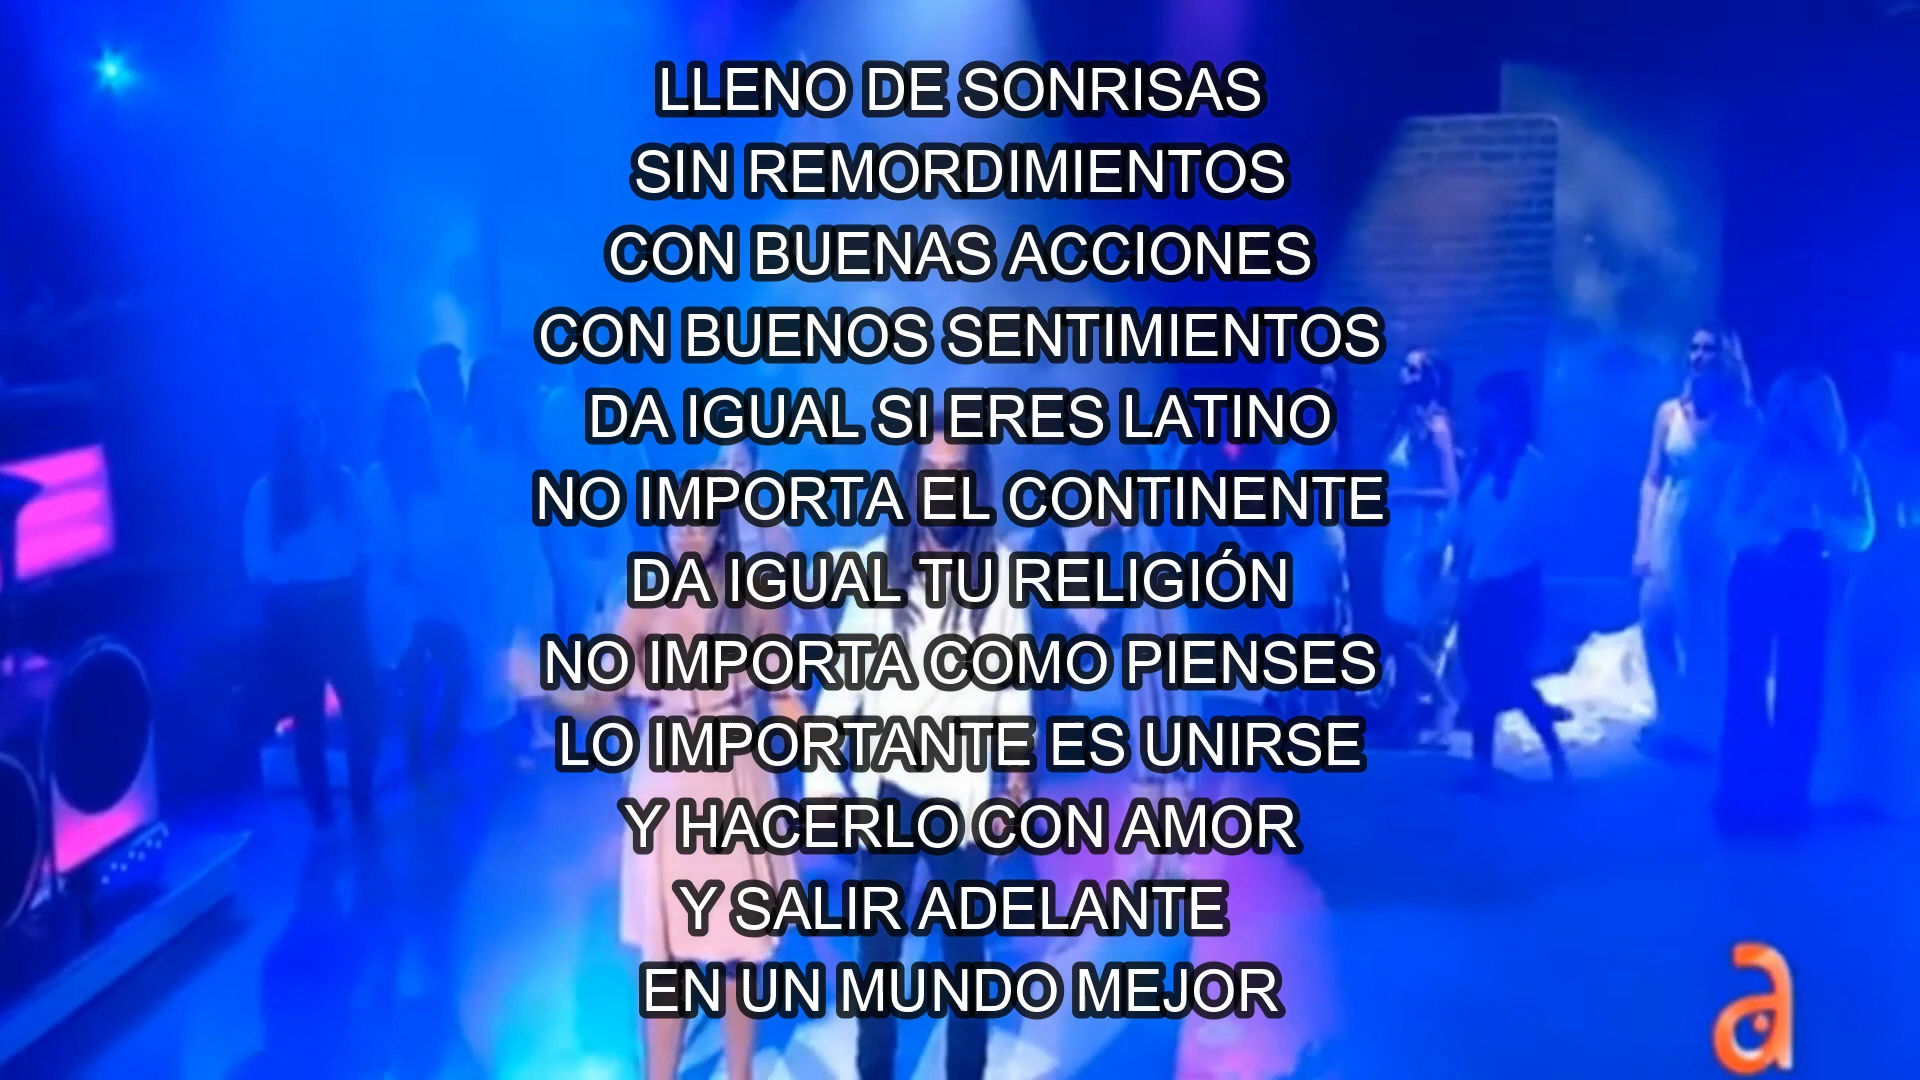 LLENO DE SONRISAS
SIN REMORDIMIENTOS
CON BUENAS ACCIONES
CON BUENOS SENTIMIENTOS
DA IGUAL SI ERES LATINO
NO IMPORTA EL CONTINENTE
DA IGUAL TU RELIGIÓN
NO IMPORTA COMO PIENSES
LO IMPORTANTE ES UNIRSE
Y HACERLO CON AMOR
Y SALIR ADELANTE
EN UN MUNDO MEJOR
a